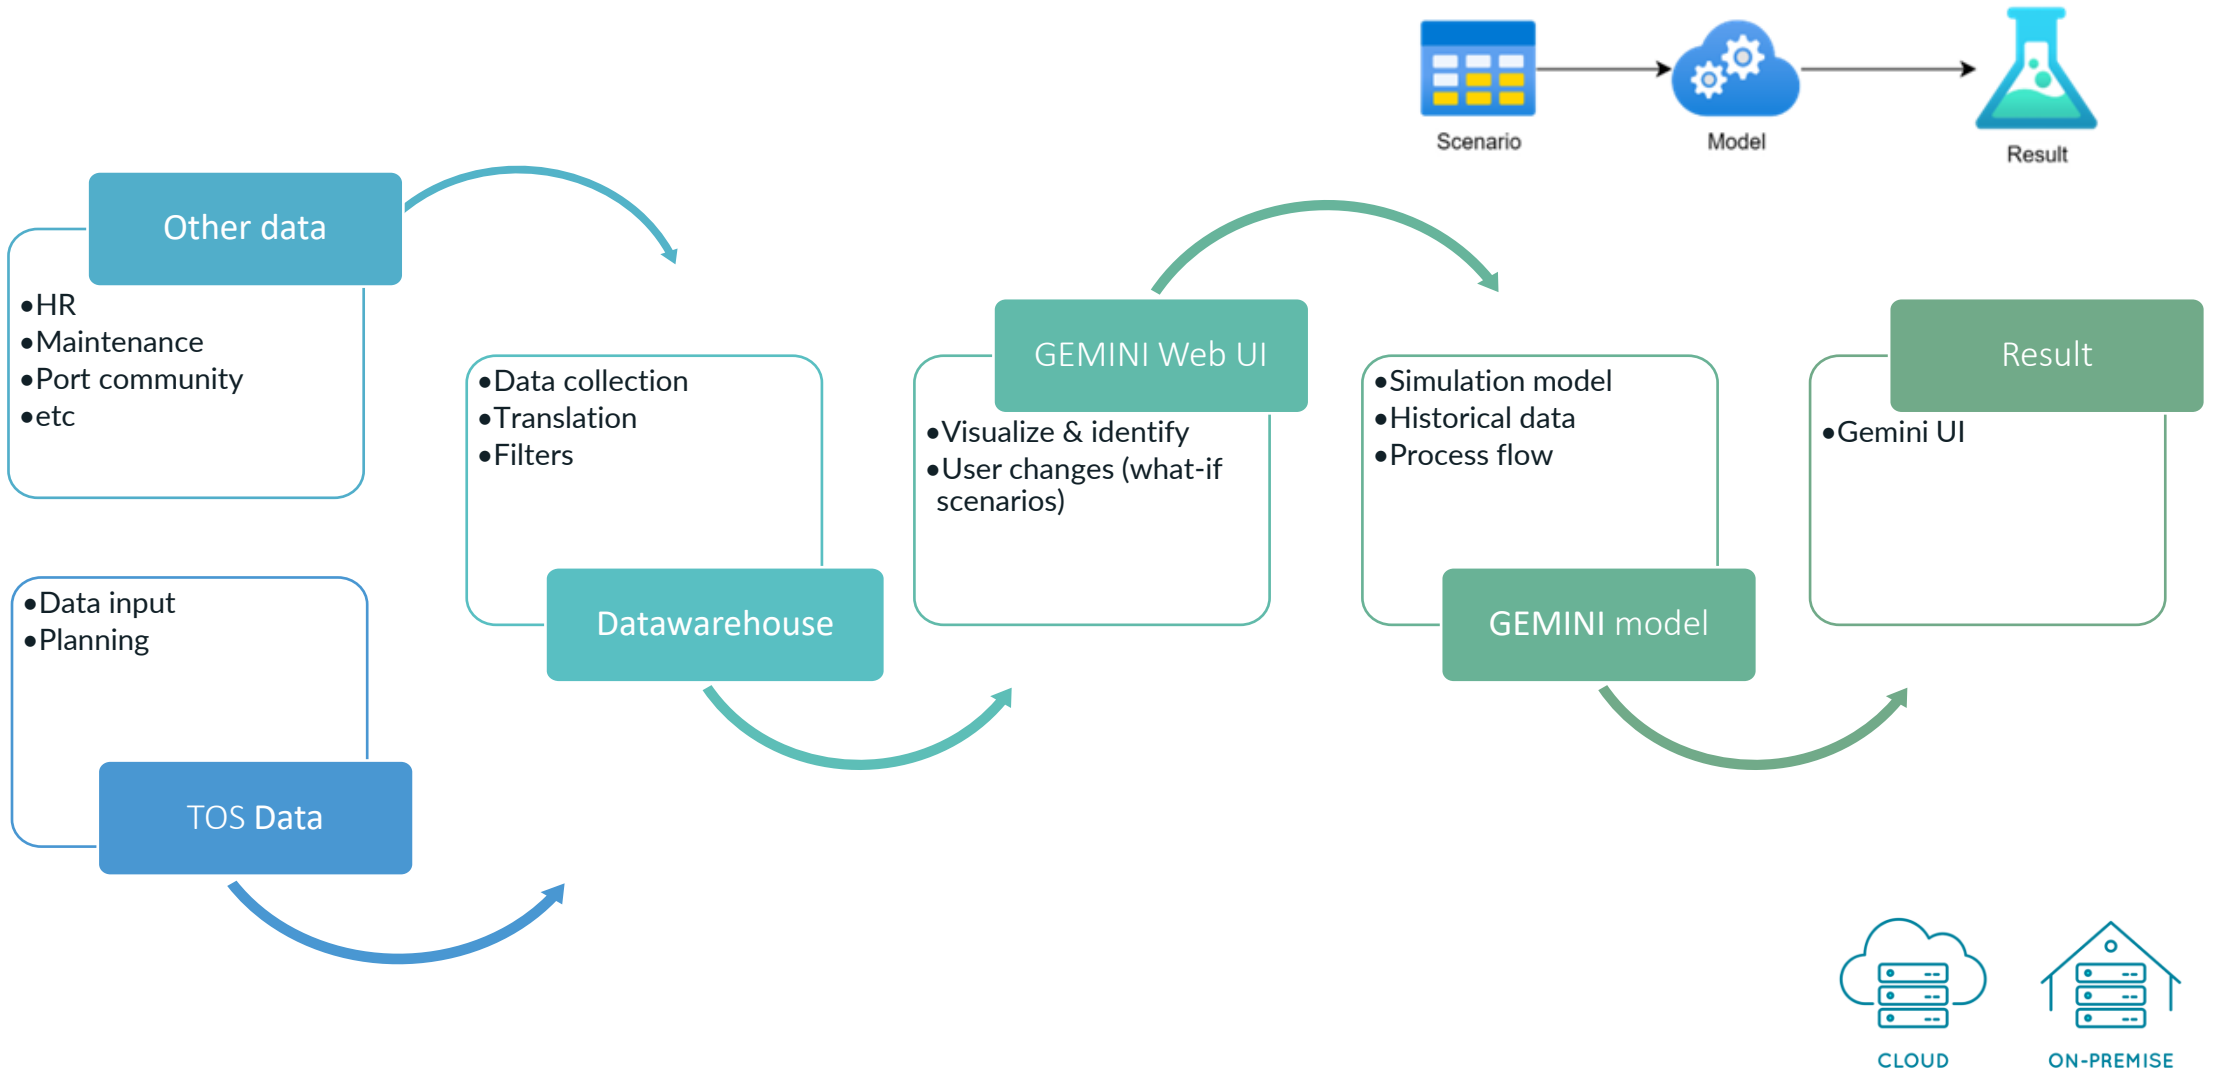 Scenario
Model
Result
Other data
•HR
•Maintenance
•Port community
•etc
•Data input
•Planning
TOS Data
•Data collection
•Translation
•Filters
Datawarehouse
GEMINI Web UI
•Visualize & identify
•User changes (what-if
scenarios)
•Simulation model
•Historical data
•Process flow
GEMINI model
Result
•Gemini UI
CLOUD
ON-PREMISE